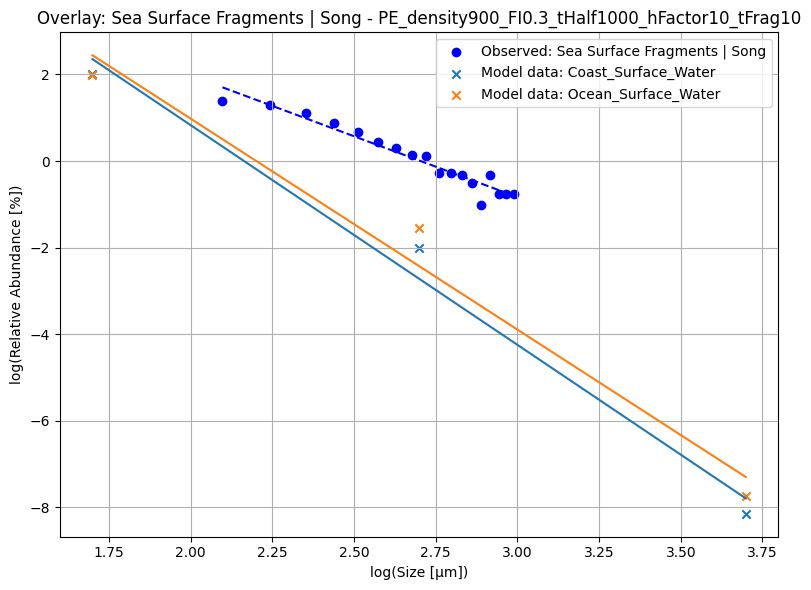 Overlay: Sea Surface Fragments | Song - PE_density900_FI0.3_tHalf1000_hFactor10_tFrag10
Observed: Sea Surface Fragments | Song
Model data: Coast_Surface_Water
Model data: Ocean_Surface_Water
log(Relative Abundance [%])
2
0
−2
−4
−6
−8
1.75 2.00 2.25 2.50 2.75 3.00 3.25 3.50 3.75
log(Size [µm])